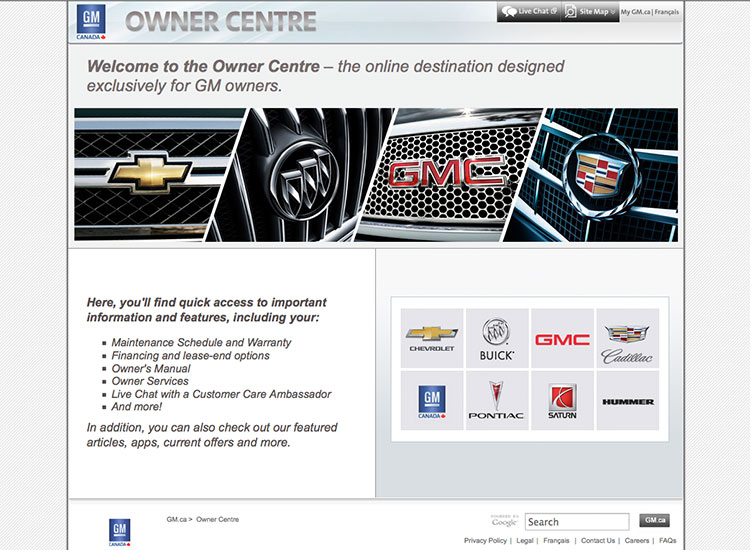 GM
CANADA
OWNER CENTRE
Live Chat
Site Map
My GM.ca | Français
Welcome to the Owner Centre – the online destination designed
exclusively for GM owners.
GMC
Here, you'll find quick access to important
information and features, including your:
Maintenance Schedule and Warranty
Financing and lease-end options
Owner's Manual
Owner Services
Live Chat with a Customer Care Ambassador
And more!
In addition, you can also check out our featured
articles, apps, current offers and more.
CHEVROLET
BUICK
GMC
Cadillac
GM
CANADA
PONTIAC
SATURN
HUMMER
GM
CANADA
GM.ca > Owner Centre
POWERED BY
Google
Search
GM.ca
Privacy Policy | Legal | Français | Contact Us | Careers | FAQs